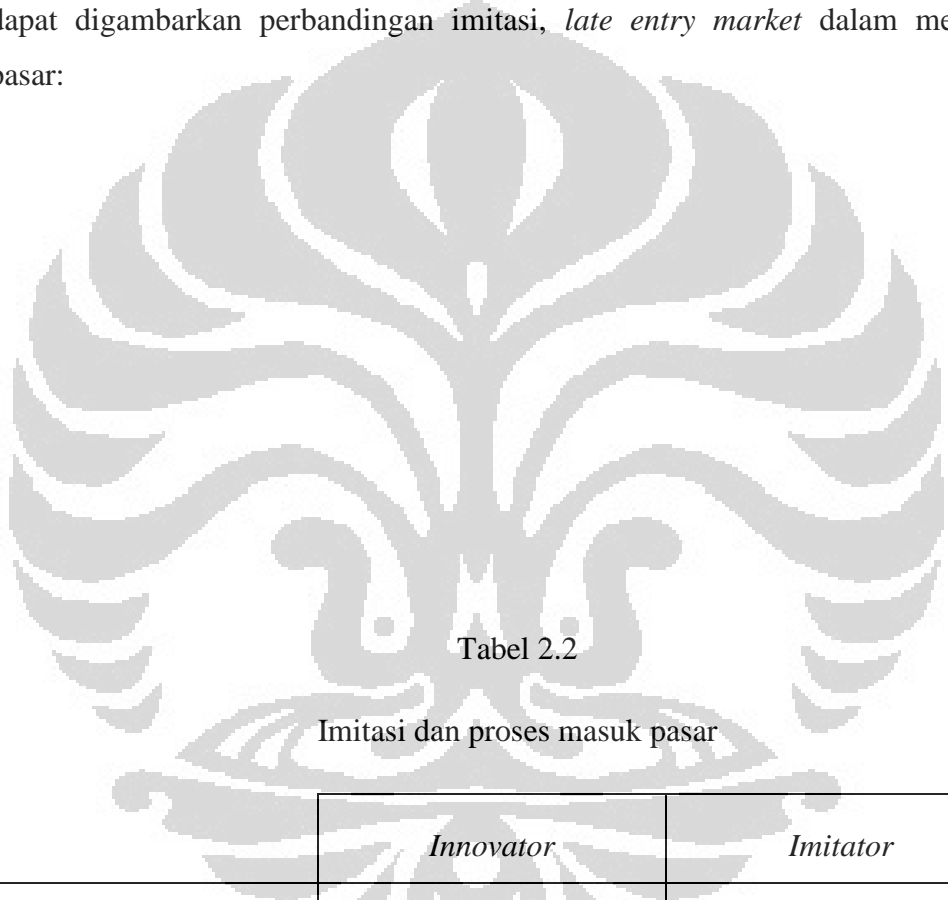 dapat digambarkan perbandingan imitasi, late entry market dalam
pasar:
Tabel 2.2
Imitasi dan proses masuk pasar
Innovator Imitator